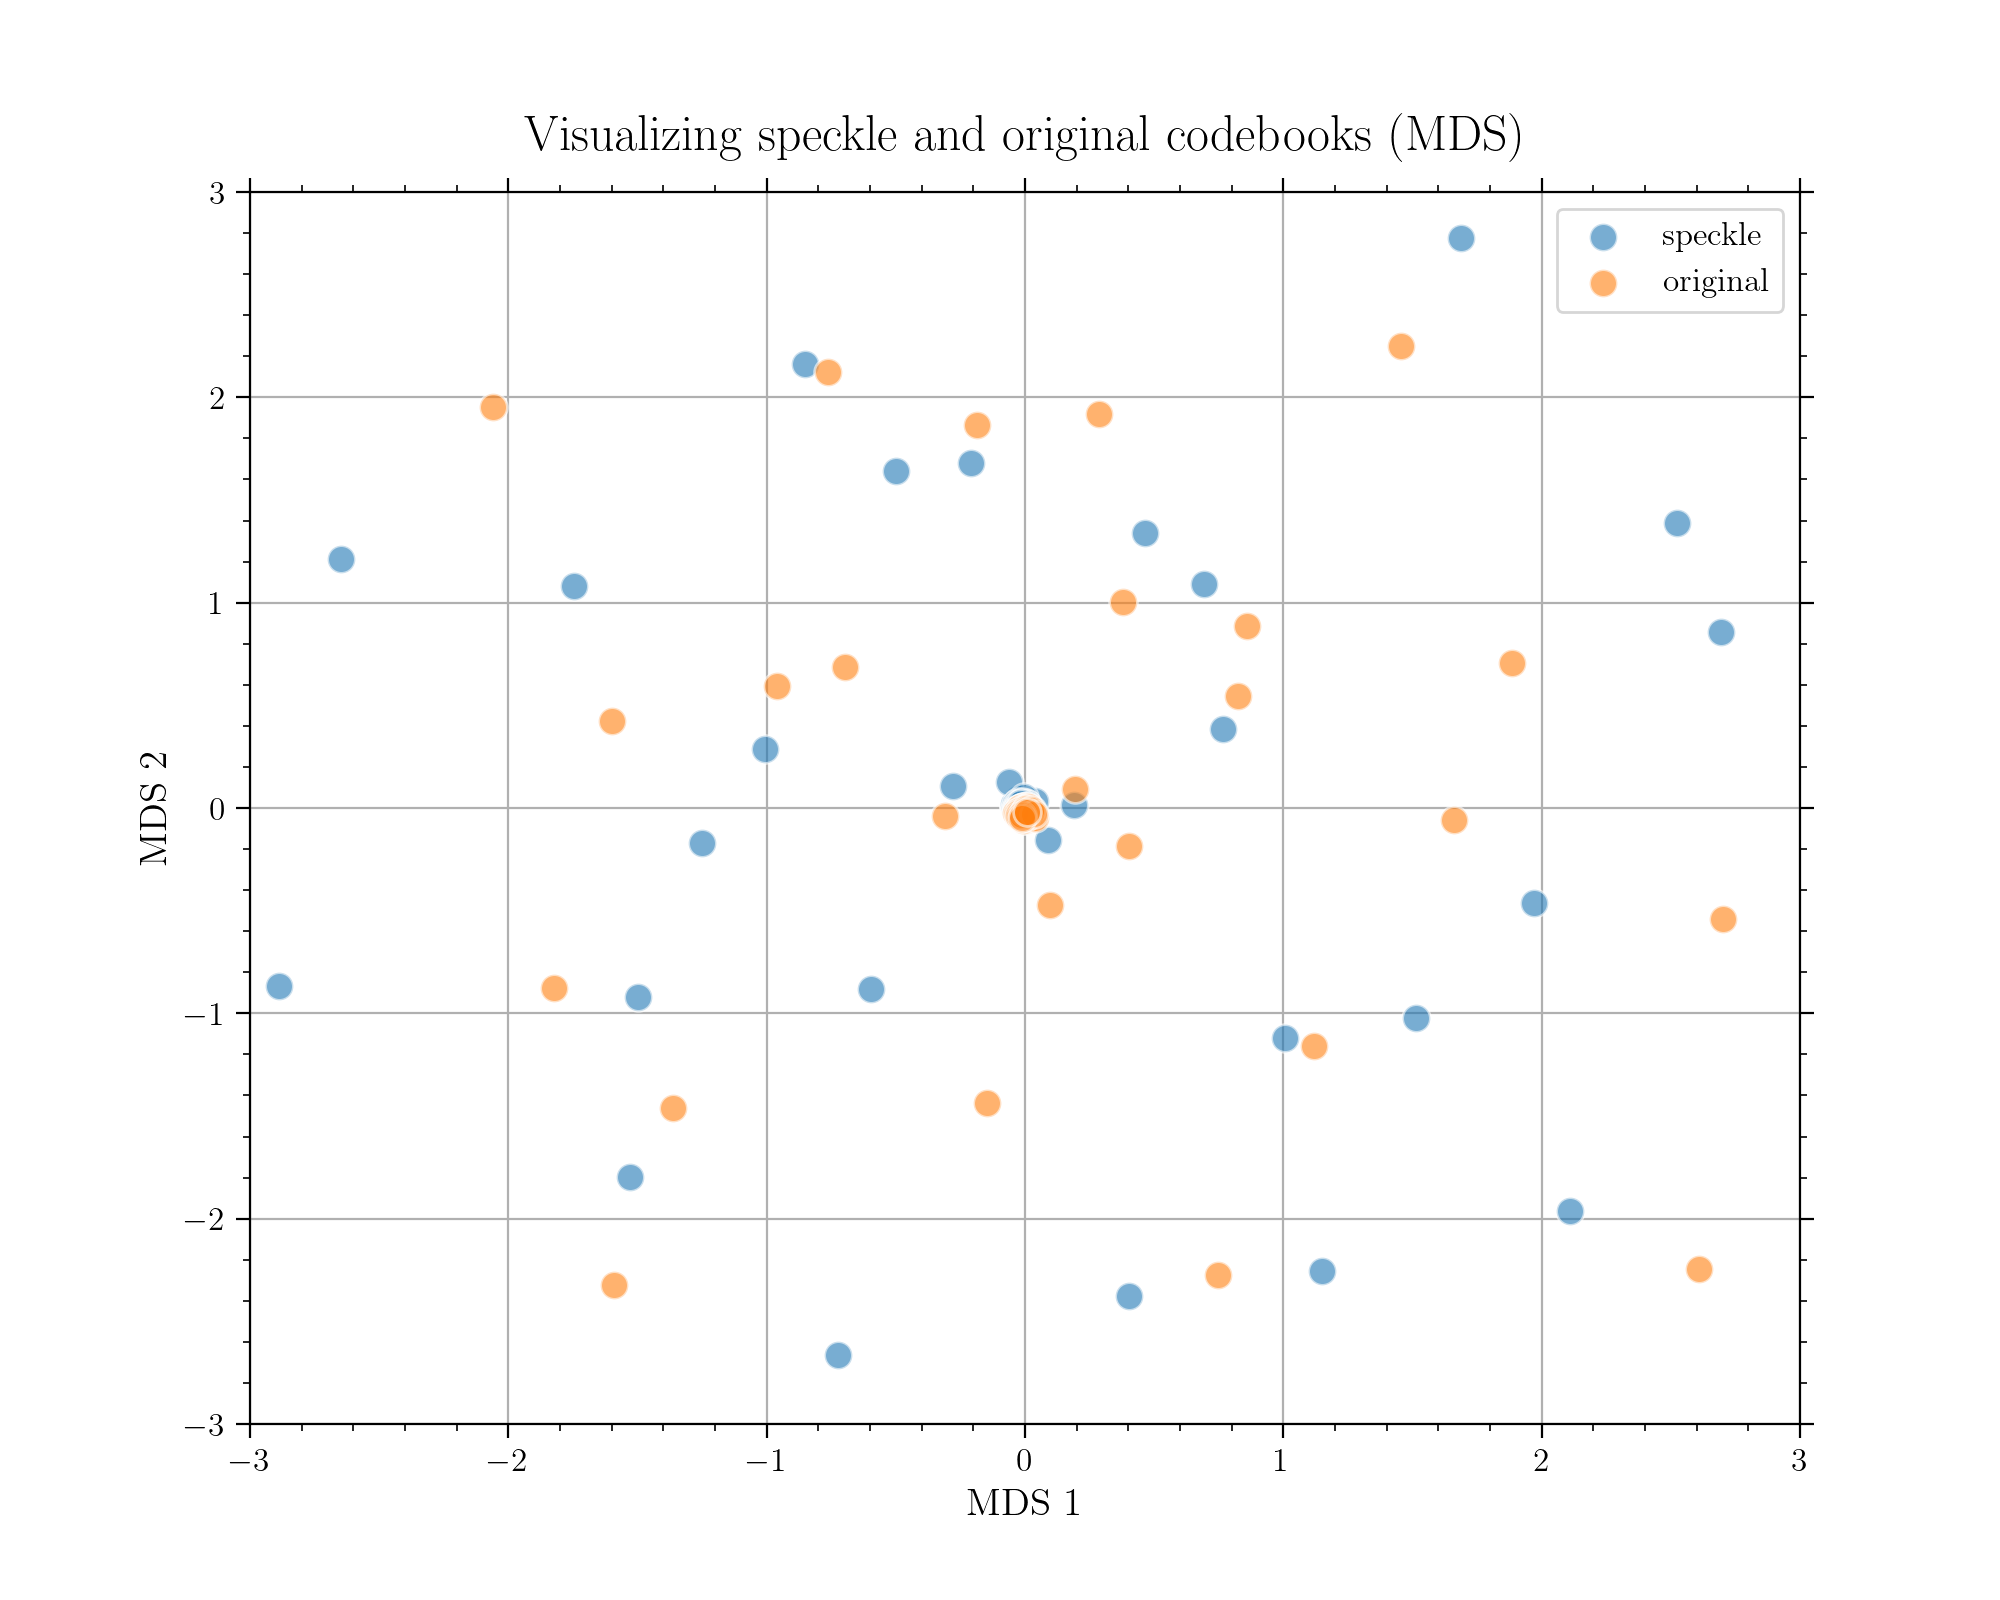 Visualizing speckle and original codebooks (MDS)
speckle
original
3
2
1
0
−1
−2
−3
MDS 2
−3
−2
−1
0
1
2
3
MDS 1